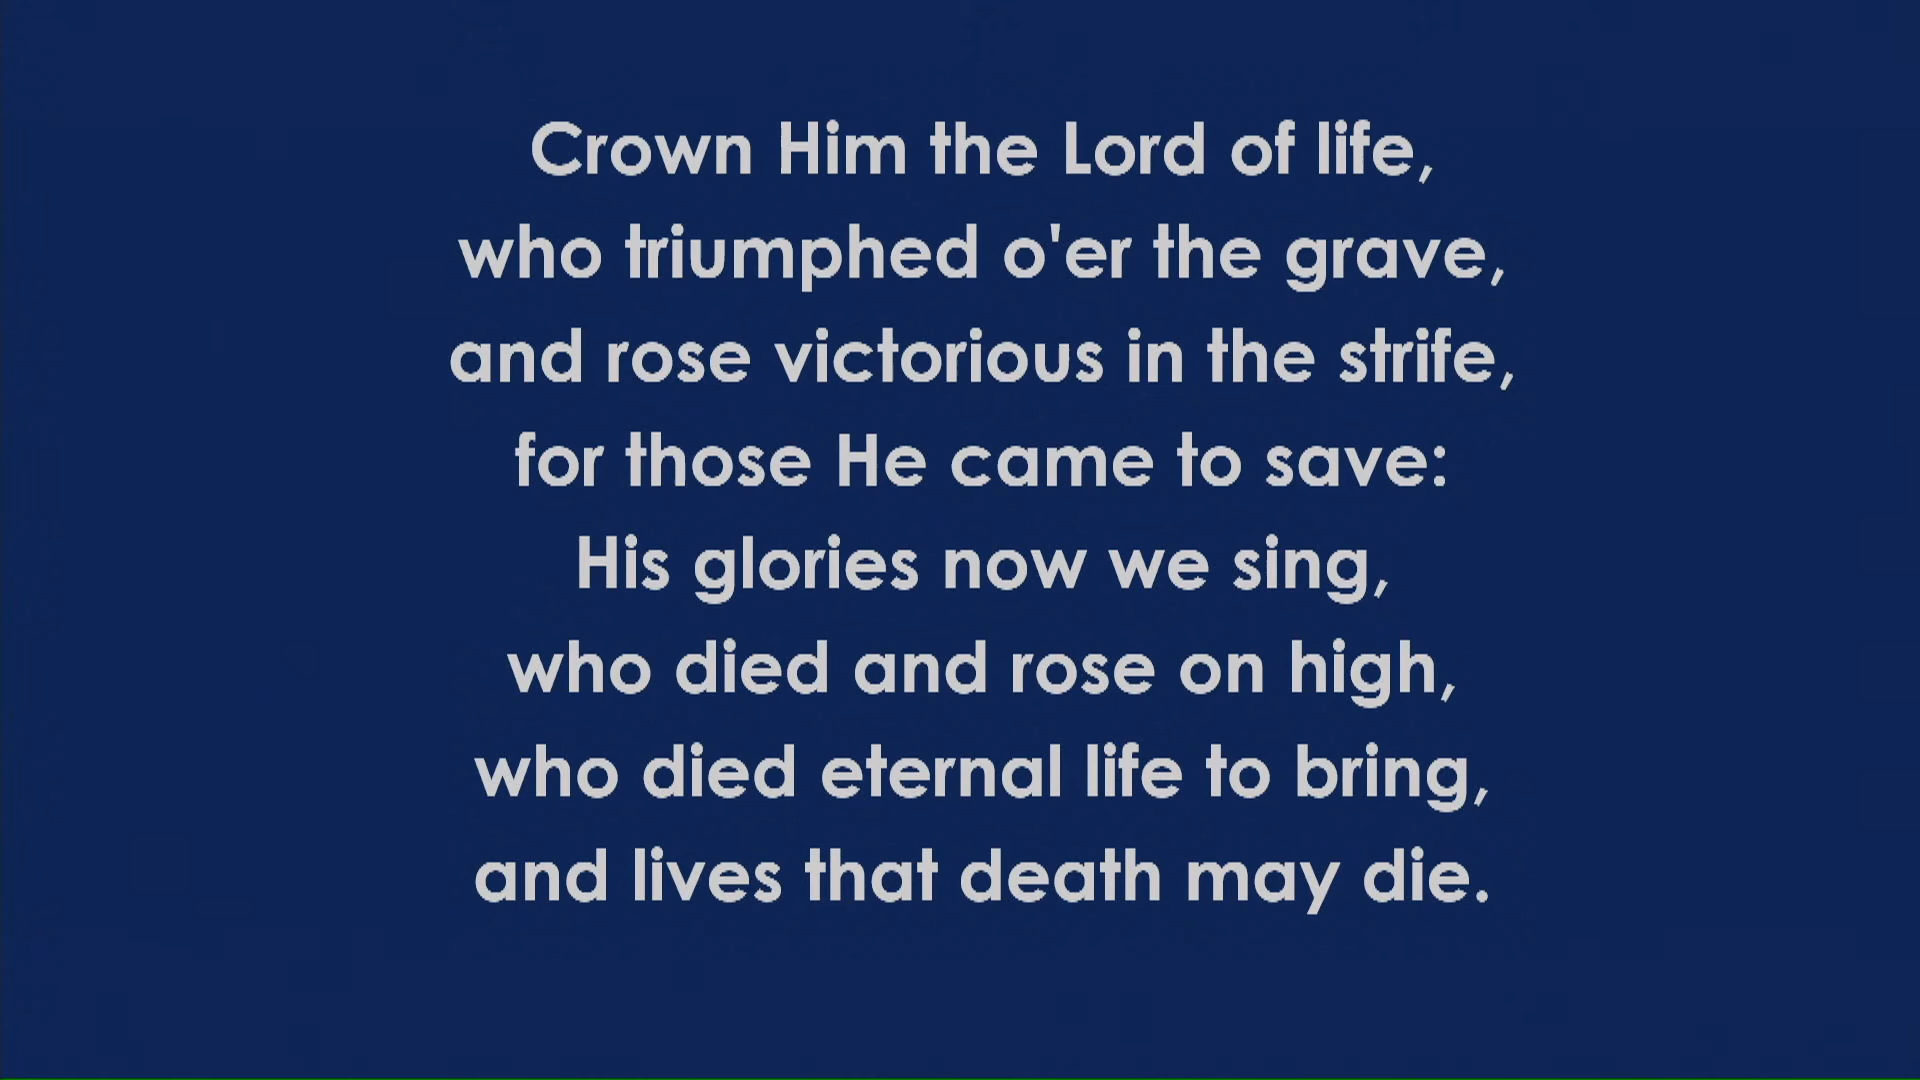 Crown Him the Lord of life,
who triumphed o'er the grave,
and rose victorious in the strife,
for those He came to save:
His glories now we sing,
who died and rose on high,
who died eternal life to bring,
and lives that death may die.